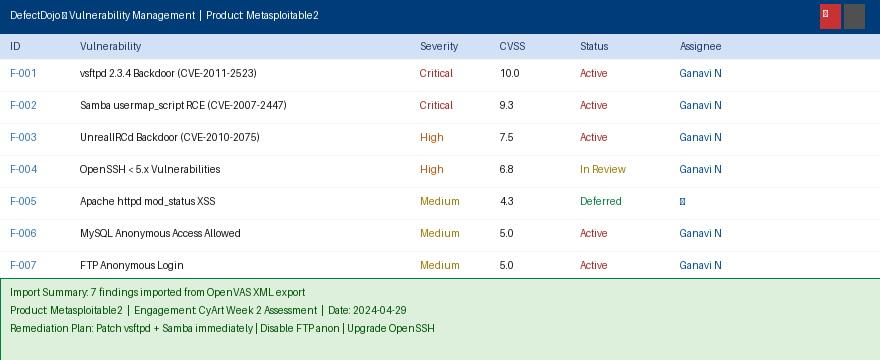 DefectDojo Vulnerability Management | Product: Metasploitable2
ID Vulnerability Severity CVSS Status Assignee
F-001 vsftpd 2.3.4 Backdoor (CVE-2011-2523) Critical 10.0 Active Ganavi N
F-002 Samba usermap_script RCE (CVE-2007-2447) Critical 9.3 Active Ganavi N
F-003 UnrealIRCd Backdoor (CVE-2010-2075) High 7.5 Active Ganavi N
F-004 OpenSSH < 5.x Vulnerabilities High 6.8 In Review Ganavi N
F-005 Apache httpd mod_status XSS Medium 4.3 Deferred
F-006 MySQL Anonymous Access Allowed Medium 5.0 Active Ganavi N
F-007 FTP Anonymous Login Medium 5.0 Active Ganavi N
Import Summary: 7 findings imported from OpenVAS XML export
Product: Metasploitable2 | Engagement: CyArt Week 2 Assessment | Date: 2024-04-29
Remediation Plan: Patch vsftpd + Samba immediately | Disable FTP anon | Upgrade OpenSSH